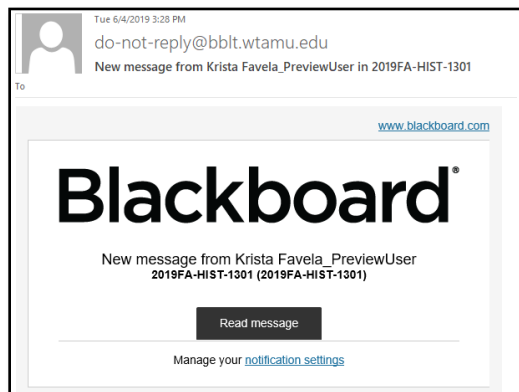 Tue 6/4/2019 3:28 PM
do-not-reply@bblt.wtamu.edu
New message from Krista Favela_PreviewUser in 2019FA-HIST-1301
To
www.blackboard.com
Blackboard®
New message from Krista Favela_PreviewUser
2019FA-HIST-1301 (2019FA-HIST-1301)
Read message
Manage your notification settings